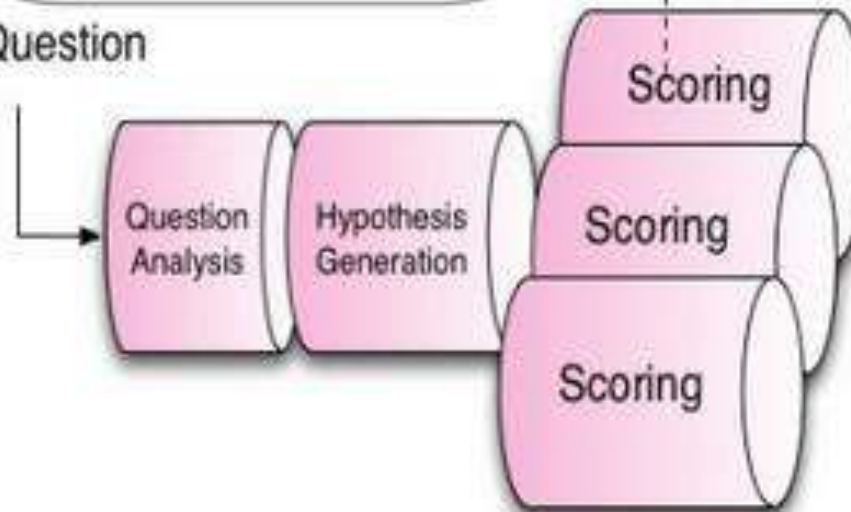 Question
Scoring
Question
Analysis
Hypothesis
Generation
Scoring
Scoring